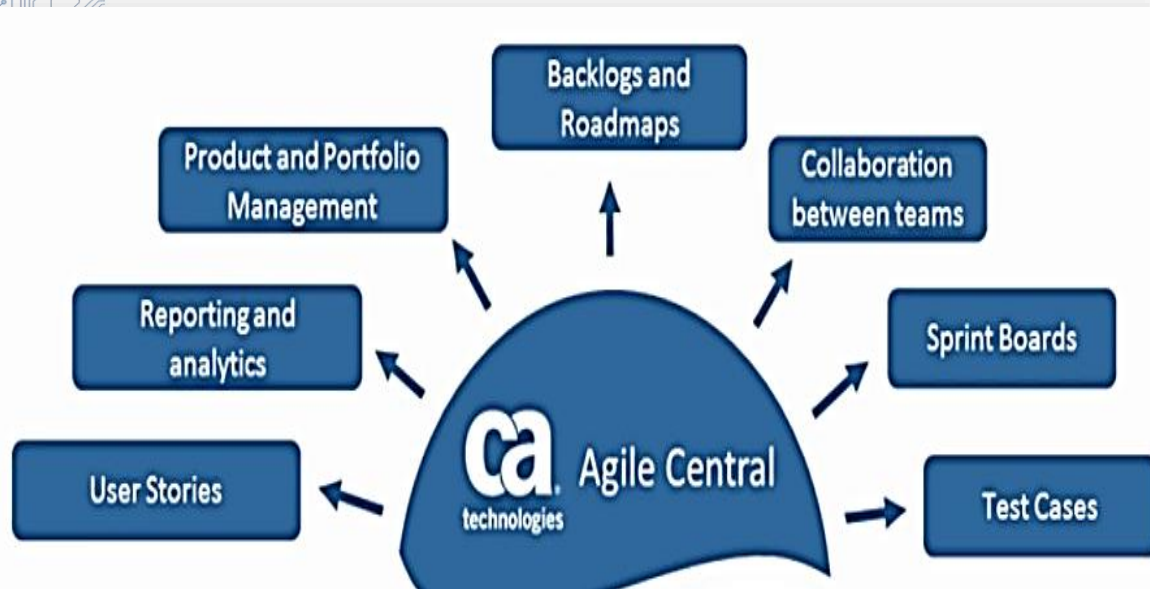 Backlogs and
Roadmaps
Product and Portfolio
Management
Collaboration
between teams
Reporting and
analytics
Sprint Boards
User Stories
Test Cases
ca
technologies
Agile Central